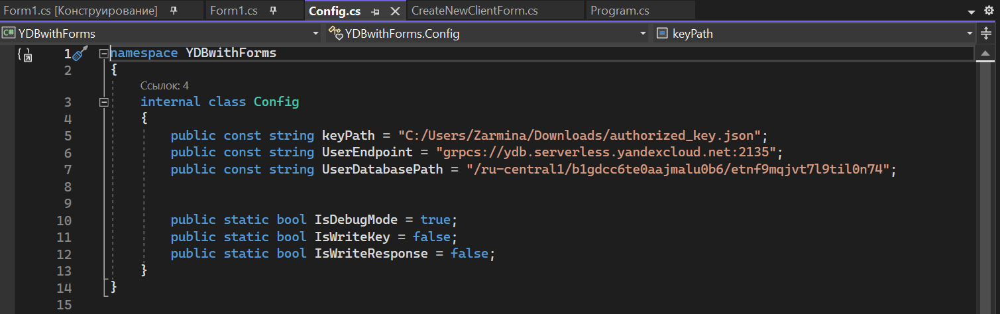 Form1.cs [Конструирование]
Form1.cs
Config.cs
CreateNewClientForm.cs
Program.cs
C# YDBwithForms
YDBwithForms.Config
keyPath
1 namespace YDBwithForms
2 {
Ссылок: 4
3 internal class Config
4 {
5 public const string keyPath = "C:/Users/Zarmina/Downloads/authorized_key.json";
6 public const string UserEndpoint = "grpcs://ydb.serverless.yandexcloud.net:2135";
7 public const string UserDatabasePath = "/ru-central1/b1gdcc6te0aajmalu0b6/etnf9mqjvt7l9til0n74";
8
9
10 public static bool IsDebugMode = true;
11 public static bool IsWriteKey = false;
12 public static bool IsWriteResponse = false;
13 }
14 }
15